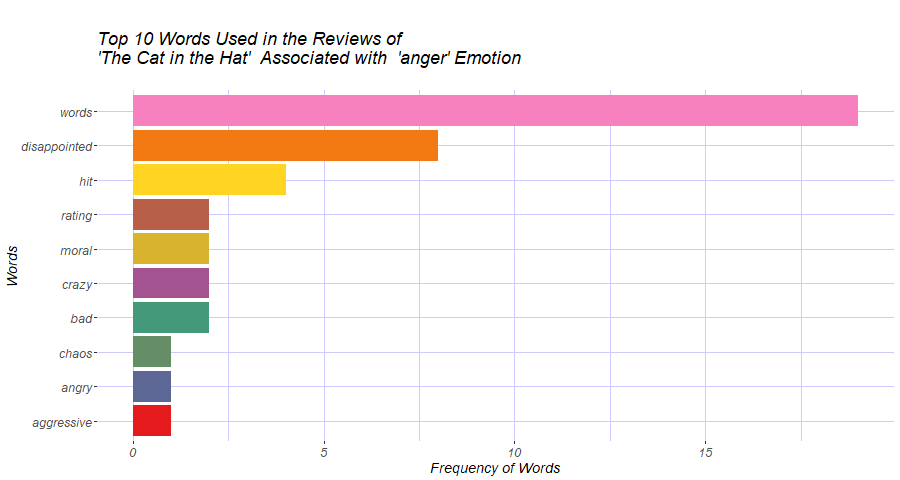 Top 10 Words Used in the Reviews of
'The Cat in the Hat'  Associated with  'anger' Emotion
Words
words
disappointed
hit
rating
moral
crazy
bad
chaos
angry
aggressive
0 5 10 15
Frequency of Words